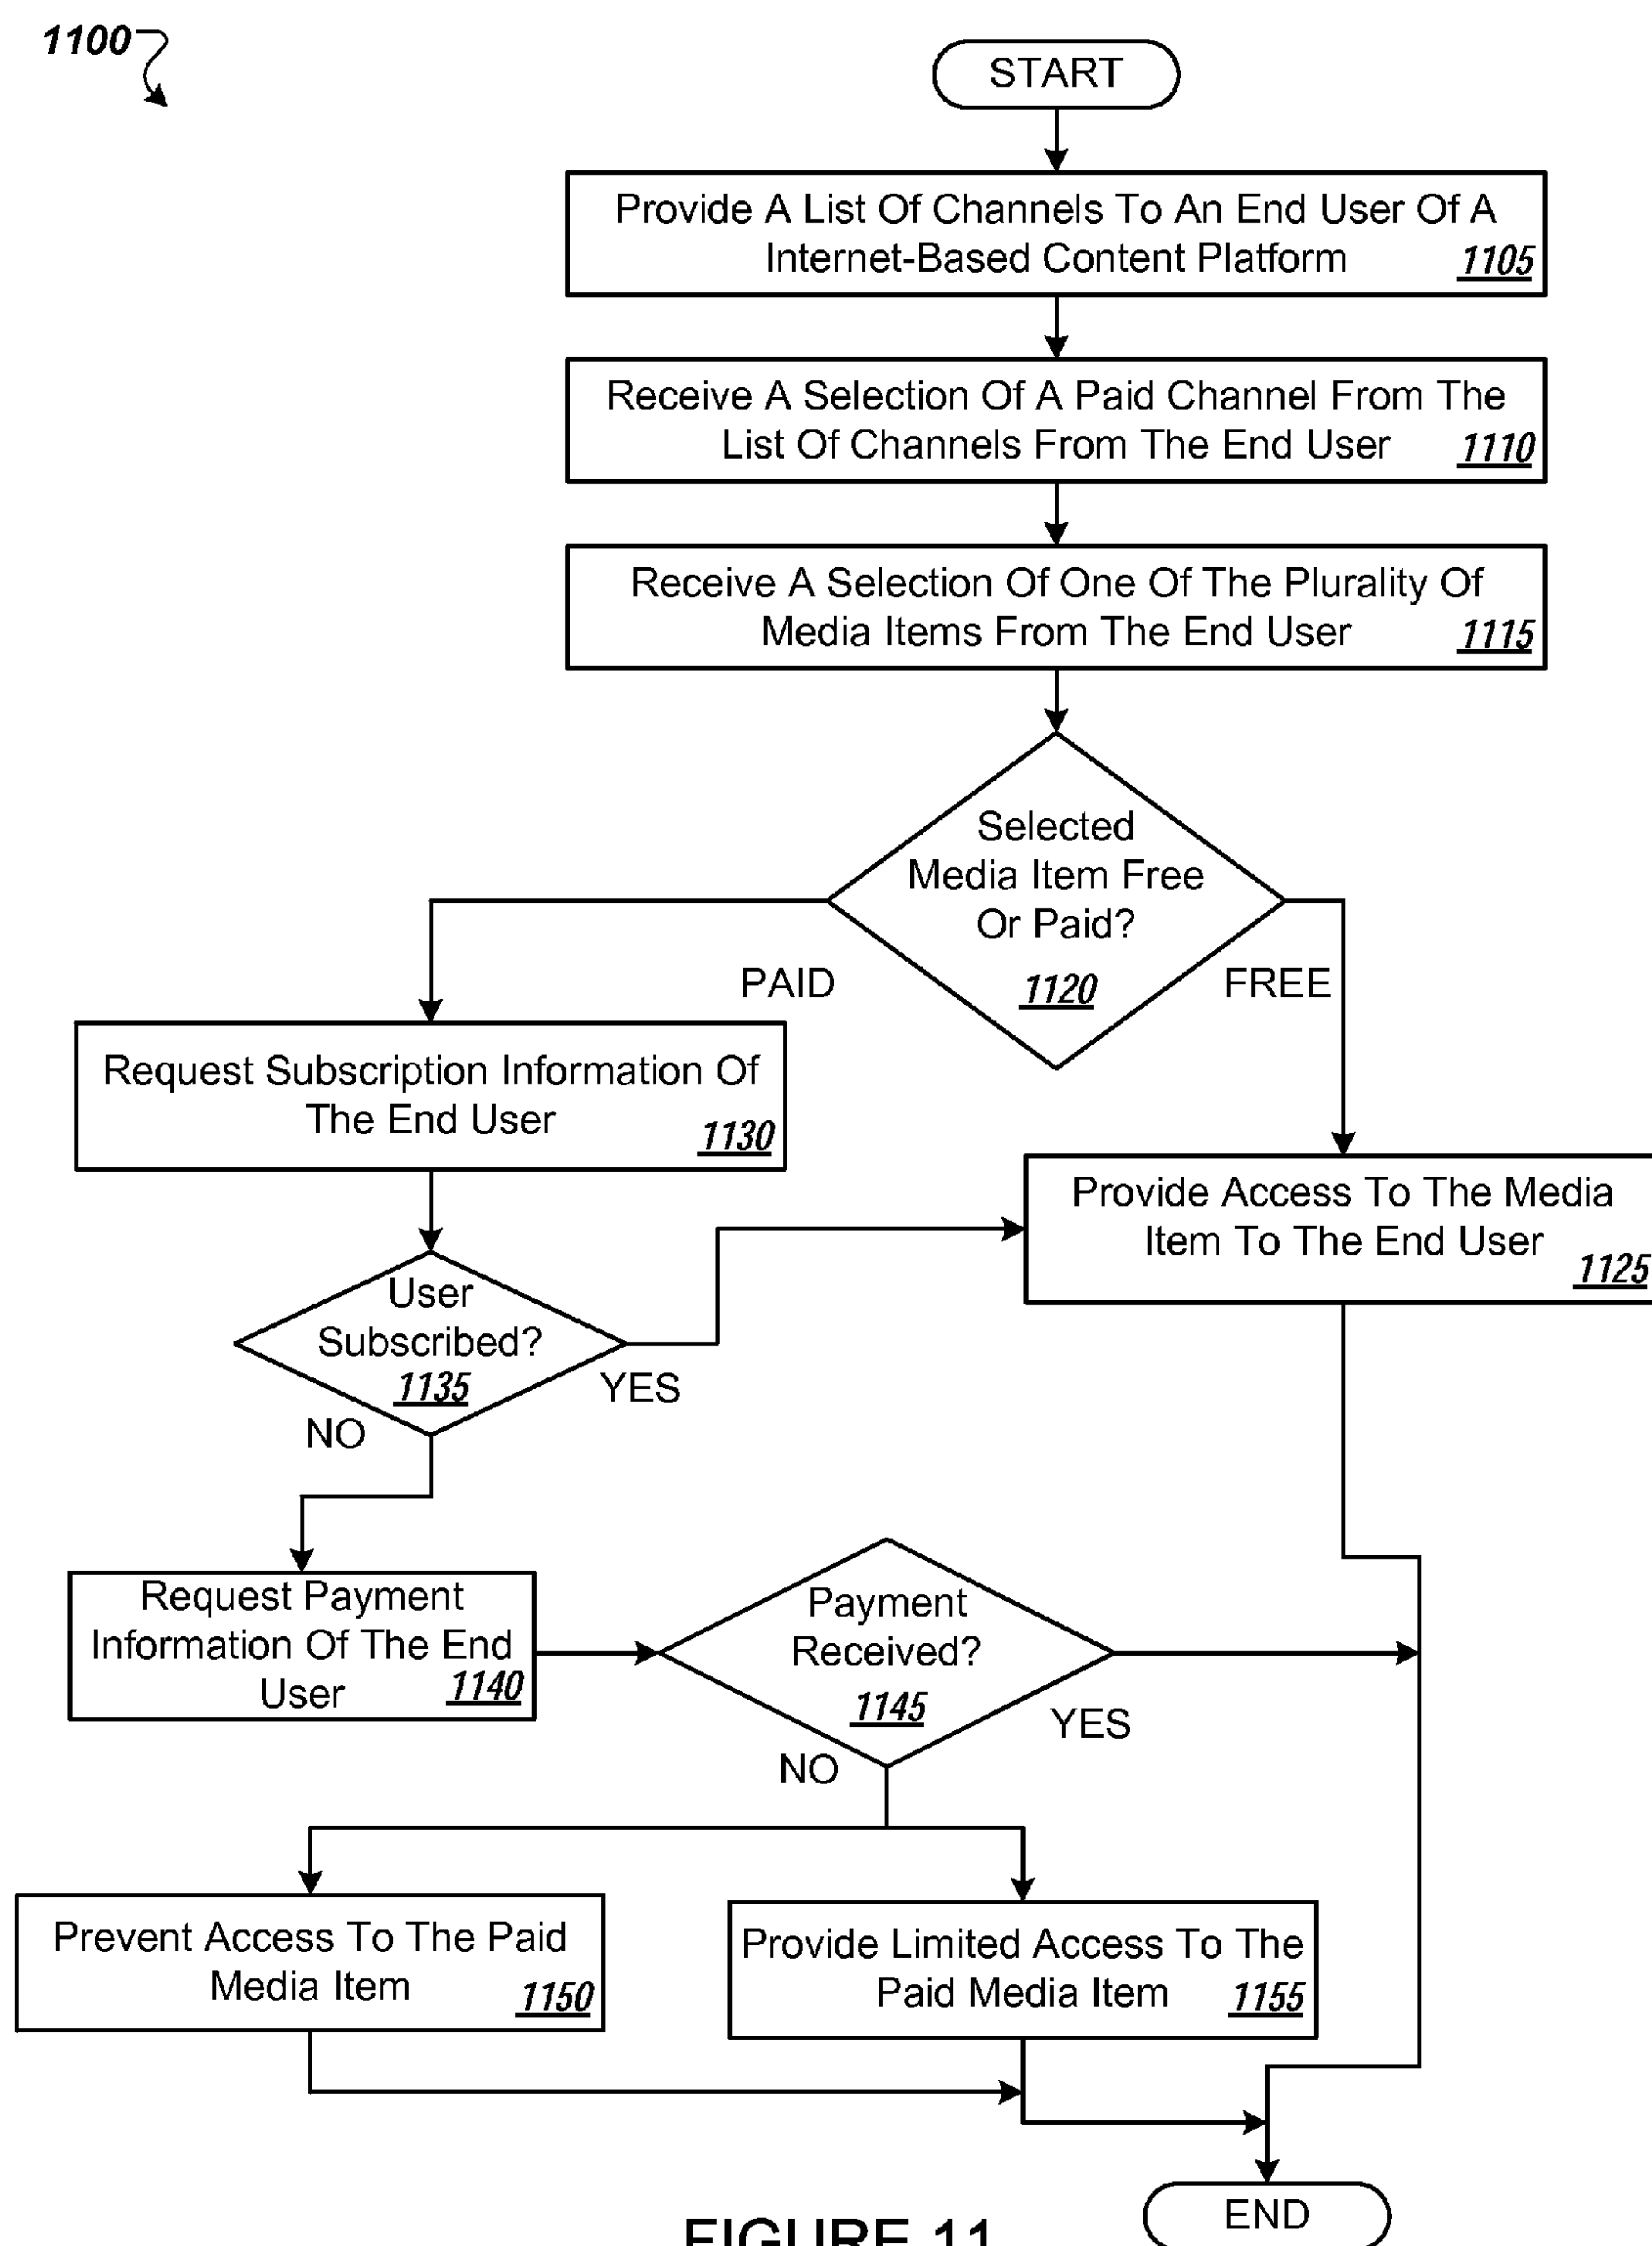 1100
START
Provide A List Of Channels To An End User Of A
Internet-Based Content Platform 1105
Receive A Selection Of A Paid Channel From The
List Of Channels From The End User 1110
Receive A Selection Of One Of The Plurality Of
Media Items From The End User 1115
Selected
Media Item Free
Or Paid?
1120
PAID
FREE
Request Subscription Information Of
The End User 1130
Provide Access To The Media
Item To The End User
1125
User
Subscribed?
1135
YES
NO
Request Payment
Information Of The End
User 1140
Payment
Received?
1145
YES
NO
Prevent Access To The Paid
Media Item 1150
Provide Limited Access To The
Paid Media Item 1155
END
FIGURE 11